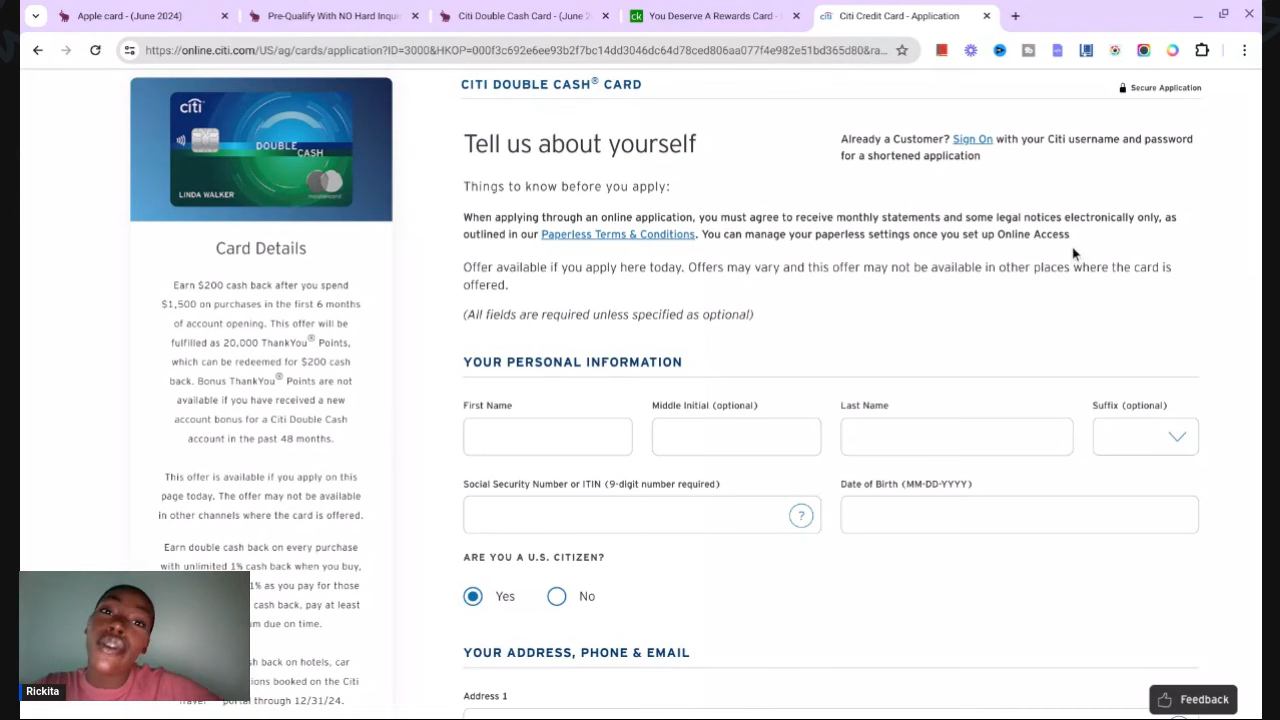 Apple card - (June 2024)
Pre-Qualify With NO Hard Inqui
Citi Double Cash Card - (June 2
You Deserve A Rewards Card -
Citi Credit Card - Application
https://online.citi.com/US/ag/cards/application?ID=3000&HKOP=000f3c692e6ee93b2f7bc14dd3046dc64d78ced806aa077f4e982e51bd365d80&ra...
citi
DOUBLE
CASH
LINDA WALKER
mastercard
Card Details
Earn $200 cash back after you spend
$1,500 on purchases in the first 6 months
of account opening. This offer will be
fulfilled as 20,000 ThankYou®
Points,
which can be redeemed for $200 cash
back. Bonus ThankYou® Points are not
available if you have received a new
account bonus for a Citi Double Cash
account in the past 48 months.
This offer is available if you apply on this
page today. The offer may not be available
in other channels where the card is offered.
Earn double cash back on every purchase
with unlimited 1% cash back when you buy,
1% as you pay for those
cash back, pay at least
um due on time.
sh back on hotels, car
tions booked on the Citi
Travel portal through 12/31/24.
Rickita
CITI DOUBLE CASH® CARD
Secure Application
Tell us about yourself
Already a Customer? Sign On with your Citi username and password
for a shortened application
Things to know before you apply:
When applying through an online application, you must agree to receive monthly statements and some legal notices electronically only, as
outlined in our Paperless Terms & Conditions. You can manage your paperless settings once you set up Online Access
Offer available if you apply here today. Offers may vary and this offer may not be available in other places where the card is
offered.
(All fields are required unless specified as optional)
YOUR PERSONAL INFORMATION
First Name
Middle Initial (optional)
Last Name
Suffix (optional)
Social Security Number or ITIN (9-digit number required)
?
Date of Birth (MM-DD-YYYY)
ARE YOU A U.S. CITIZEN?
Yes
No
YOUR ADDRESS, PHONE & EMAIL
Address 1
Feedback